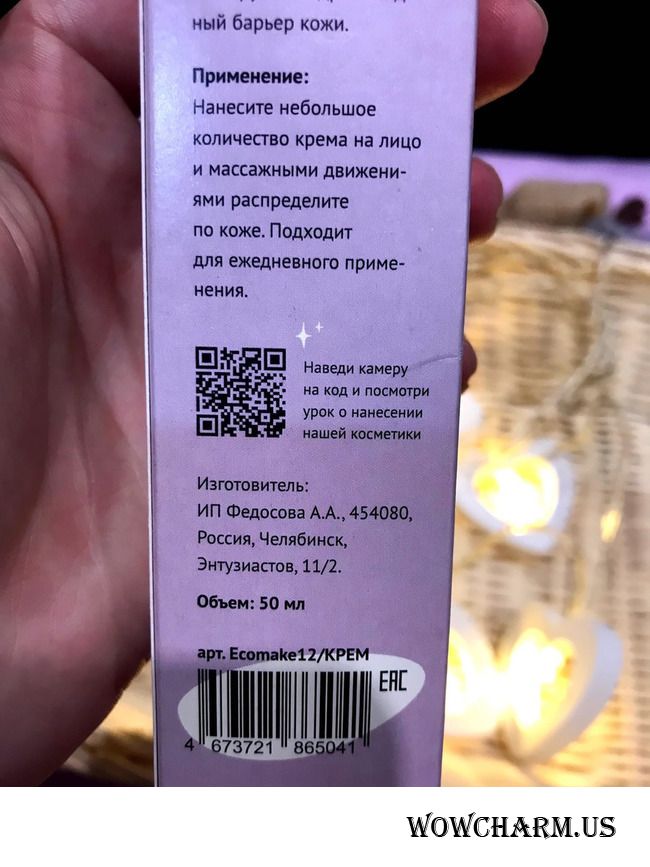 ный барьер кожи.
Применение:
Нанесите небольшое
количество крема на лицо
и массажными движени-
ями распределите
по коже. Подходит
для ежедневного приме-
нения.
Наведи камеру
на код и посмотри
урок о нанесении
нашей косметики
Изготовитель:
ИП Федосова А.А., 454080,
Россия, Челябинск,
Энтузиастов, 11/2.
Объем: 50 мл
арт. Ecomake12/КРЕМ
EAC
4 673721 865041
WOWCHARM.US